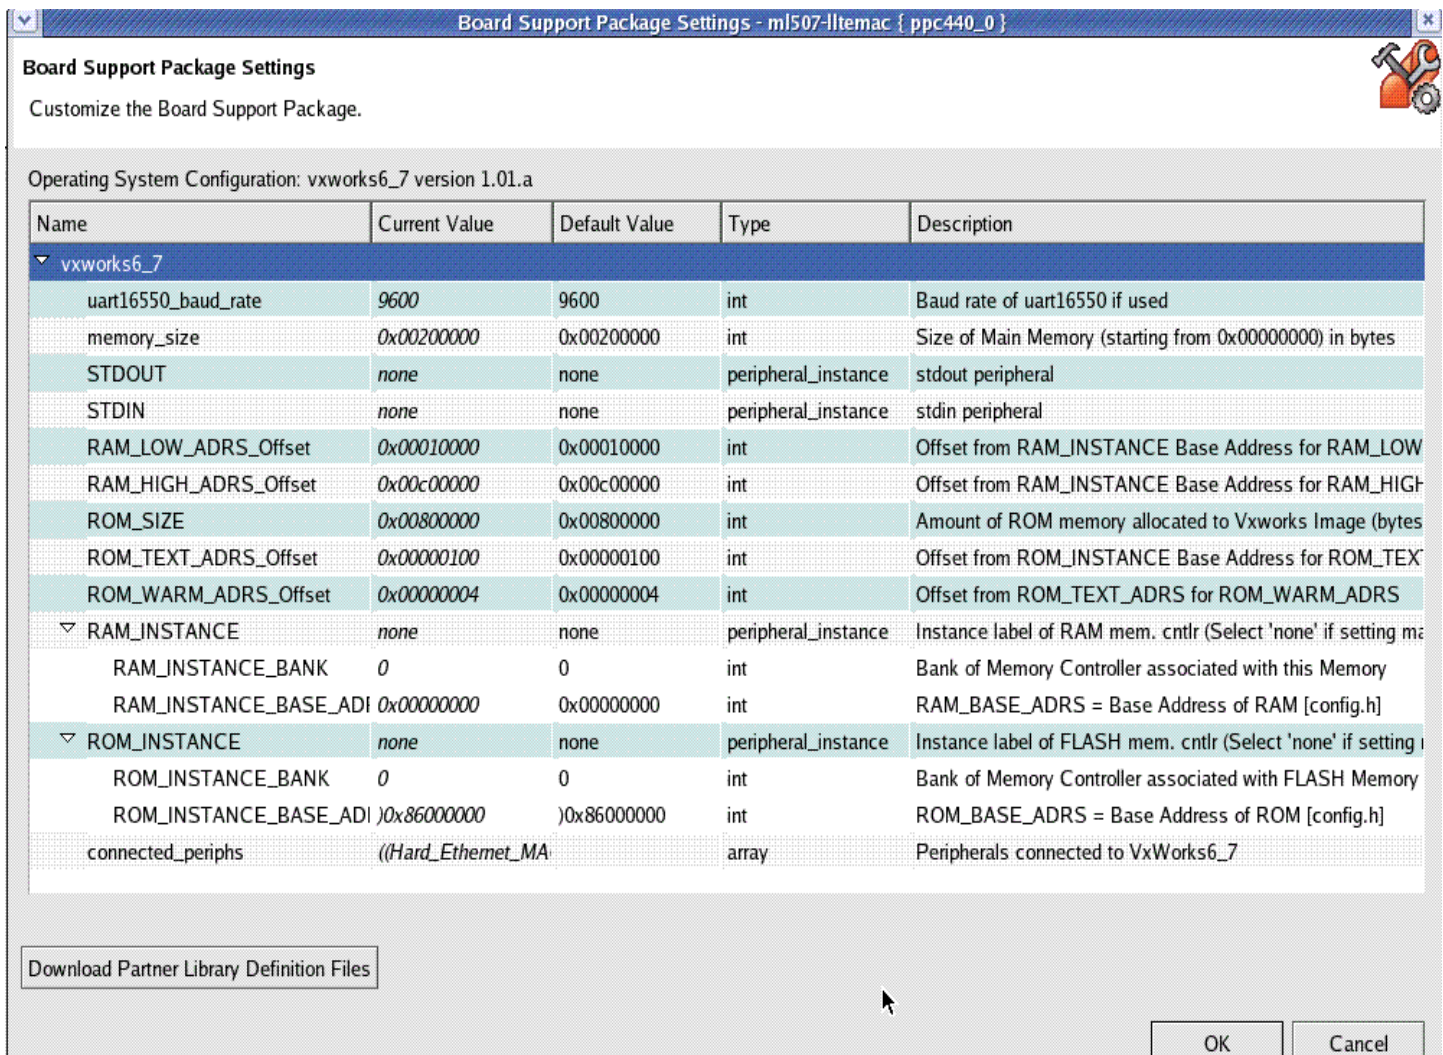 Board Support Package Settings - ml507-lltemac { ppc440_0 }
Board Support Package Settings
Customize the Board Support Package.
Operating System Configuration: vxworks6_7 version 1.01.a
Name Current Value Default Value Type Description
vxworks6_7
uart16550_baud_rate 9600 9600 int Baud rate of uart16550 if used
memory_size 0x00200000 0x00200000 int Size of Main Memory (starting from 0x00000000) in bytes
STDOUT none none peripheral_instance stdout peripheral
STDIN none none peripheral_instance stdin peripheral
RAM_LOW_ADRS_Offset 0x00010000 0x00010000 int Offset from RAM_INSTANCE Base Address for RAM_LOW
RAM_HIGH_ADRS_Offset 0x00c00000 0x00c00000 int Offset from RAM_INSTANCE Base Address for RAM_HIGH
ROM_SIZE 0x00800000 0x00800000 int Amount of ROM memory allocated to Vxworks Image (bytes
ROM_TEXT_ADRS_Offset 0x00000100 0x00000100 int Offset from ROM_INSTANCE Base Address for ROM_TEX
ROM_WARM_ADRS_Offset 0x00000004 0x00000004 int Offset from ROM_TEXT_ADRS for ROM_WARM_ADRS
RAM_INSTANCE none none peripheral_instance Instance label of RAM mem. cntlr (Select 'none' if setting ma
RAM_INSTANCE_BANK 0 0 int Bank of Memory Controller associated with this Memory
RAM_INSTANCE_BASE_ADI 0x00000000 0x00000000 int RAM_BASE_ADRS = Base Address of RAM [config.h]
ROM_INSTANCE none none peripheral_instance Instance label of FLASH mem. cntlr (Select 'none' if setting
ROM_INSTANCE_BANK 0 0 int Bank of Memory Controller associated with FLASH Memory
ROM_INSTANCE_BASE_ADI )0x86000000 )0x86000000 int ROM_BASE_ADRS = Base Address of ROM [config.h]
connected_periphs ((Hard_Ethernet_MA array Peripherals connected to VxWorks6_7
Download Partner Library Definition Files
OK Cancel